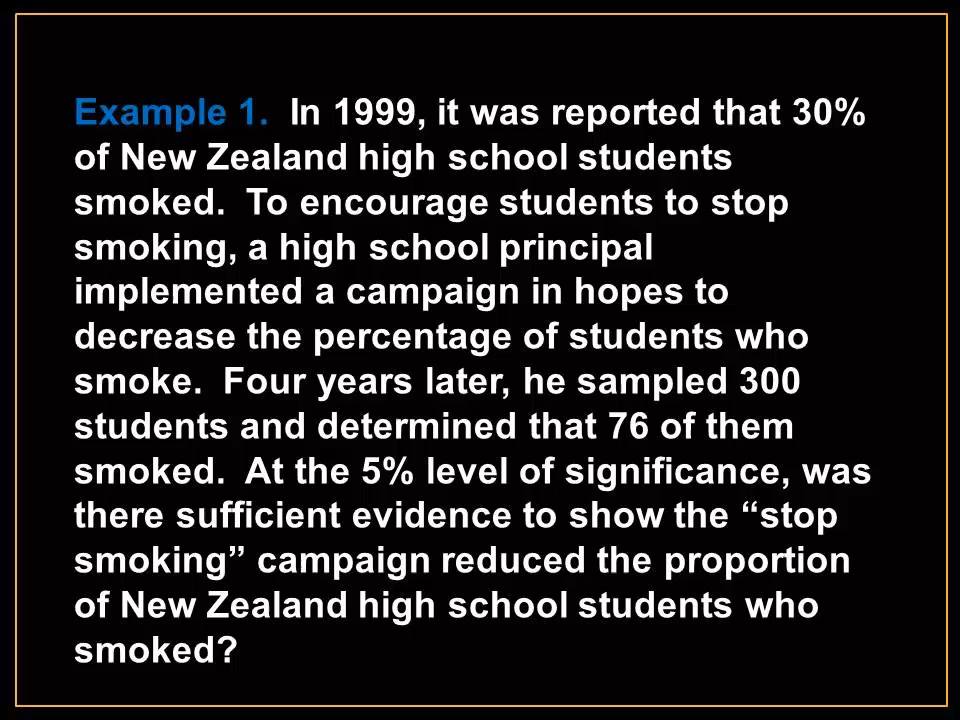 Example 1.  In 1999, it was reported that 30%
of New Zealand high school students
smoked.  To encourage students to stop
smoking, a high school principal
implemented a campaign in hopes to
decrease the percentage of students who
smoke.  Four years later, he sampled 300
students and determined that 76 of them
smoked.  At the 5% level of significance, was
there sufficient evidence to show the “stop
smoking” campaign reduced the proportion
of New Zealand high school students who
smoked?